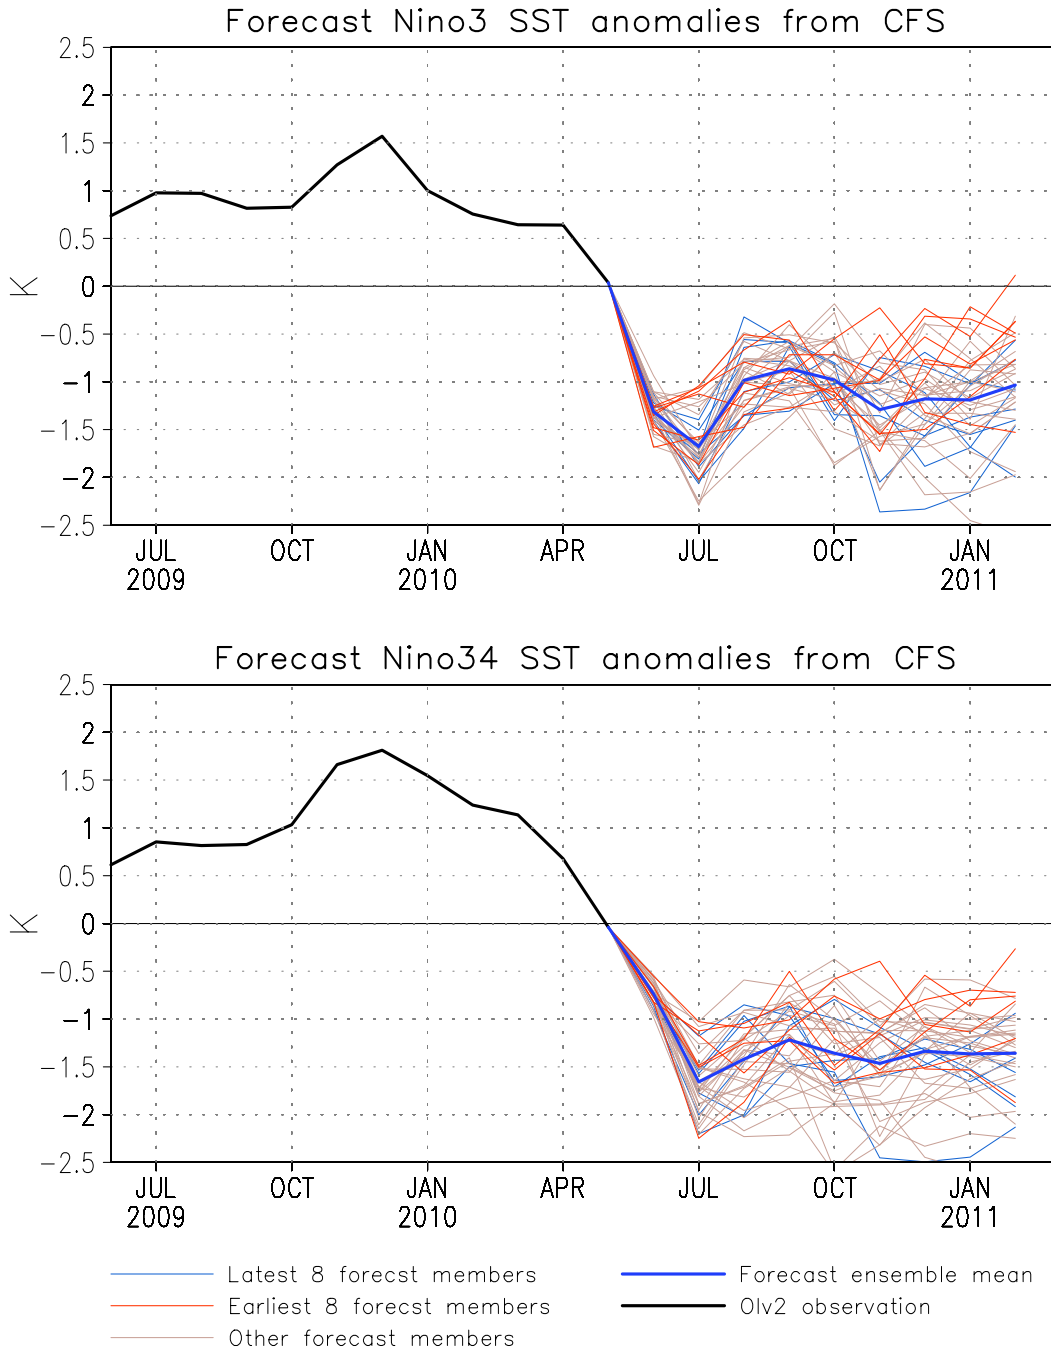 Forecast Nino3 SST anomalies from CFS
2.5
2
1.5
1
0.5
0
-0.5
-1
-1.5
-2
-2.5
K
JUL OCT JAN APR JUL OCT JAN
2009 2010 2011
Forecast Nino34 SST anomalies from CFS
2.5
2
1.5
1
0.5
0
-0.5
-1
-1.5
-2
-2.5
K
JUL OCT JAN APR JUL OCT JAN
2009 2010 2011
Latest 8 forecst members
Earliest 8 forecst members
Other forecast members
Forecast ensemble mean
OIv2 observation